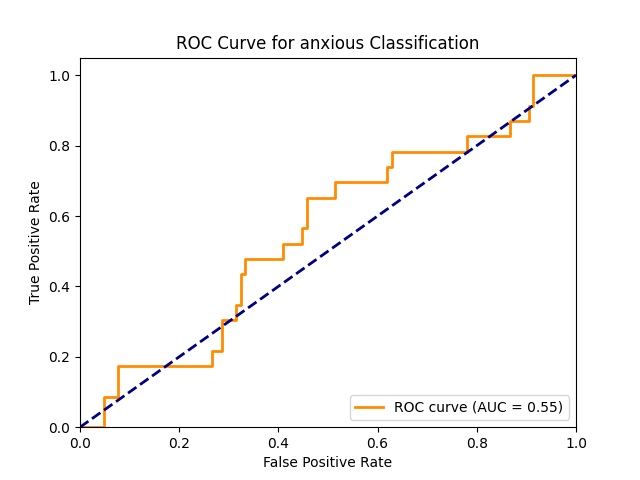 ROC Curve for anxious Classification
True Positive Rate
1.0
0.8
0.6
0.4
0.2
0.0
ROC curve (AUC = 0.55)
0.0 0.2 0.4 0.6 0.8 1.0
False Positive Rate